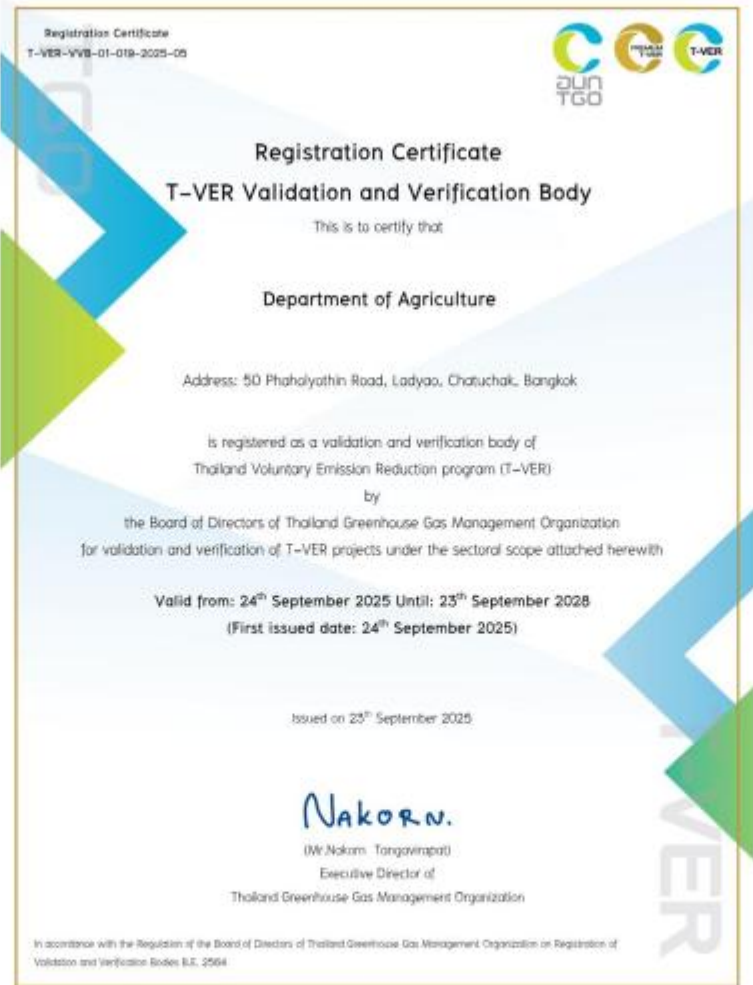 Registration Certificate
T-VER-VVB-01-019-2025-05
อบก
TGO
PREMIUM T-VER
T-VER
TGO
Registration Certificate
T-VER Validation and Verification Body
This is to certify that
Department of Agriculture
Address: 50 Phaholyothin Road, Ladyao, Chatuchak, Bangkok
is registered as a validation and verification body of
Thailand Voluntary Emission Reduction program (T-VER)
by
the Board of Directors of Thailand Greenhouse Gas Management Organization
for validation and verification of T-VER projects under the sectoral scope attached herewith
Valid from: 24th September 2025 Until: 23th September 2028
(First issued date: 24th September 2025)
Issued on 23th September 2025
NAKORN.
(Mr.Nakorn Tangavirapat)
Executive Director of
Thailand Greenhouse Gas Management Organization
T-VER
In accordance with the Regulation of the Board of Directors of Thailand Greenhouse Gas Management Organization on Registration of
Validation and Verification Bodies B.E. 2564